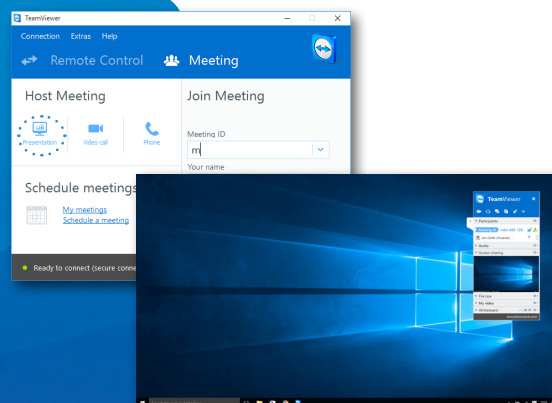 TeamViewer
Connection Extras Help
Remote Control Meeting
Host Meeting
Join Meeting
Presentation
Video call
Phone
Meeting ID
m
Your name
Schedule meetings
My meetings
Schedule a meeting
Ready to connect (secure conne
TeamViewer
Participants
Meeting ID
Audio
Screen sharing
File box
My video
Whiteboard